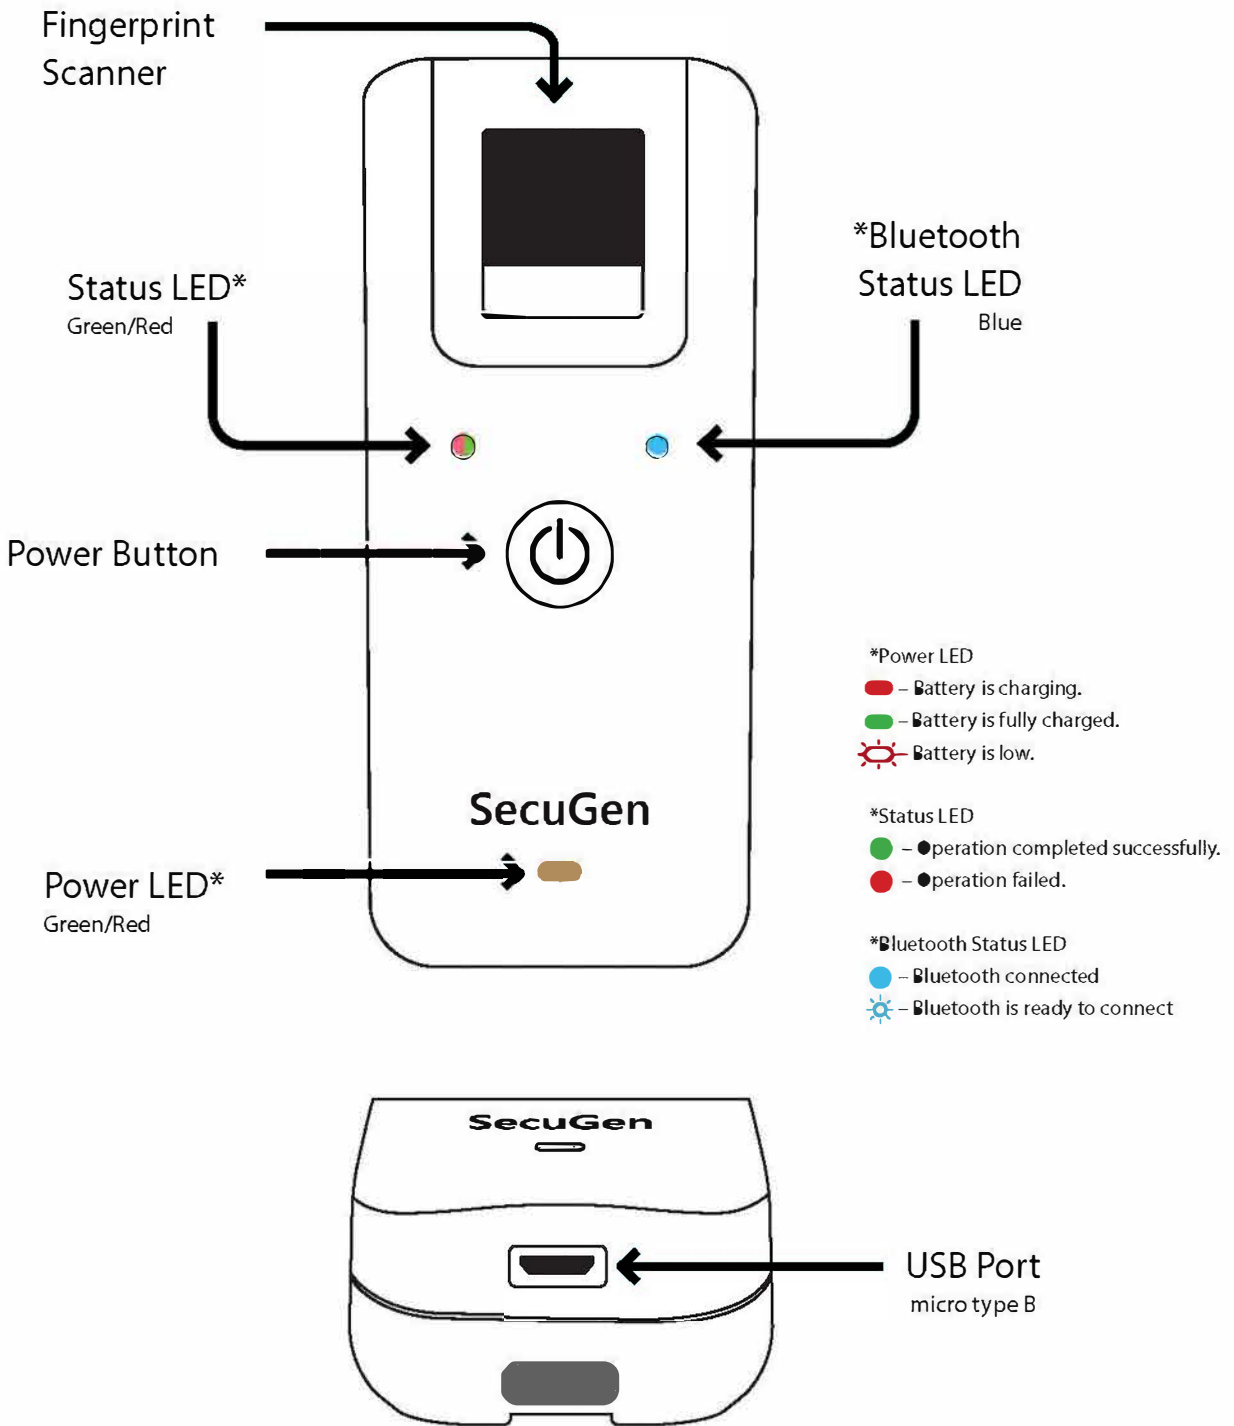 Fingerprint
Scanner
*Bluetooth
Status LED
Blue
Status LED*
Green/Red
Power Button
*Power LED
– Battery is charging.
– Battery is fully charged.
– Battery is low.
SecuGen
*Status LED
– Operation completed successfully.
– Operation failed.
Power LED*
Green/Red
*Bluetooth Status LED
– Bluetooth connected
– Bluetooth is ready to connect
SecuGen
USB Port
micro type B